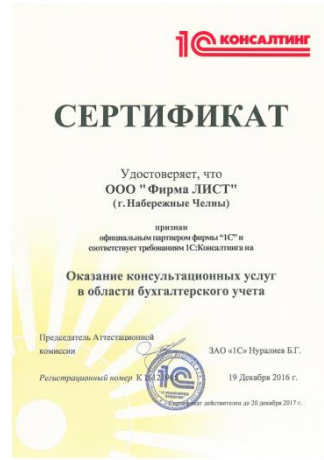 1С КОНСАЛТИНГ
СЕРТИФИКАТ
Удостоверяет, что
ООО "Фирма ЛИСТ"
(г. Набережные Челны)
признан
официальным партнером фирмы "1С" и
соответствует требованиям 1С:Консалтинга на
Оказание консультационных услуг
в области бухгалтерского учета
Председатель Аттестационной
комиссии
ЗАО «1С» Нуралиев Б.Г.
Регистрационный номер
19 Декабря 2016 г.
Сертификат действителен до 20 декабря 2017 г.